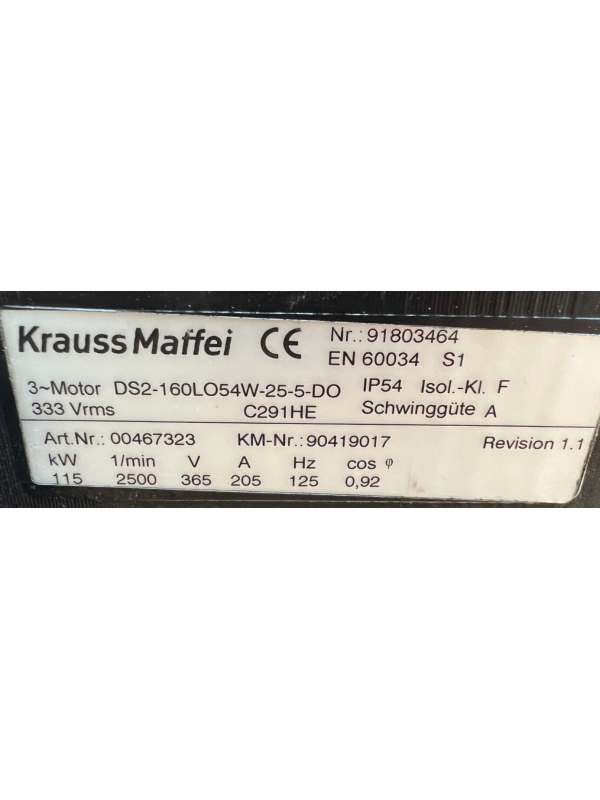 Krauss Maffei CE Nr.: 91803464
EN 60034 S1
3~Motor DS2-160LO54W-25-5-DO IP54 Isol.-Kl. F
333 Vrms C291HE Schwinggüte A
Art.Nr.: 00467323 KM-Nr.: 90419017 Revision 1.1
kW 1/min V A Hz cos φ
115 2500 365 205 125 0,92